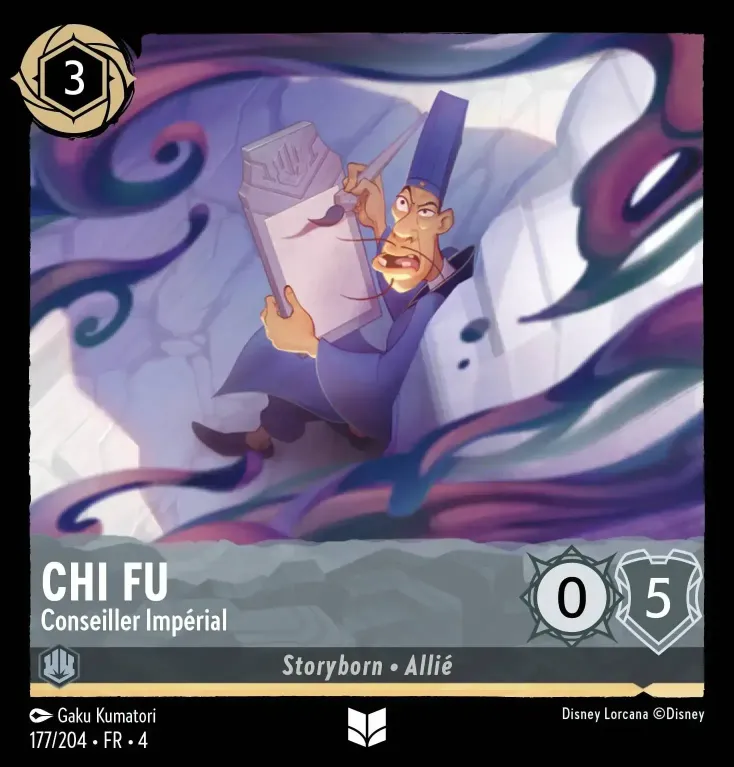 3
CHI FU
Conseiller Impérial
0
5
Storyborn • Allié
Gaku Kumatori
Disney Lorcana ©Disney
177/204 • FR • 4